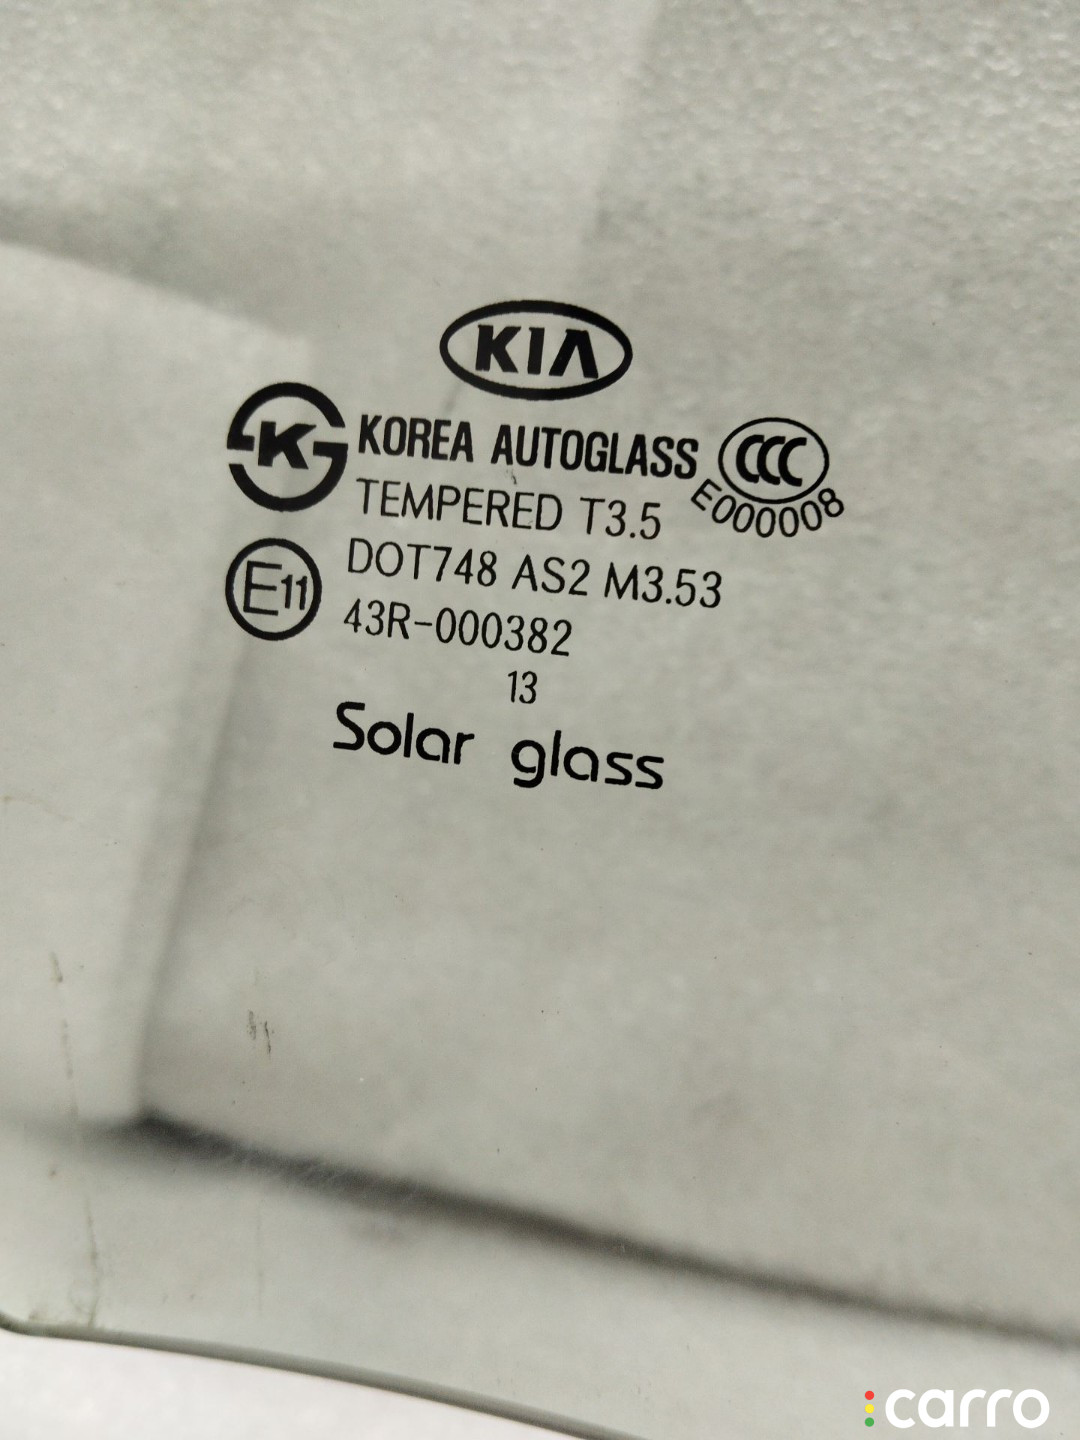 KIA
K
KOREA AUTOGLASS
CCC
E000008
TEMPERED T3.5
DOT748 AS2 M3.53
E11
43R-000382
13
Solar glass
carro